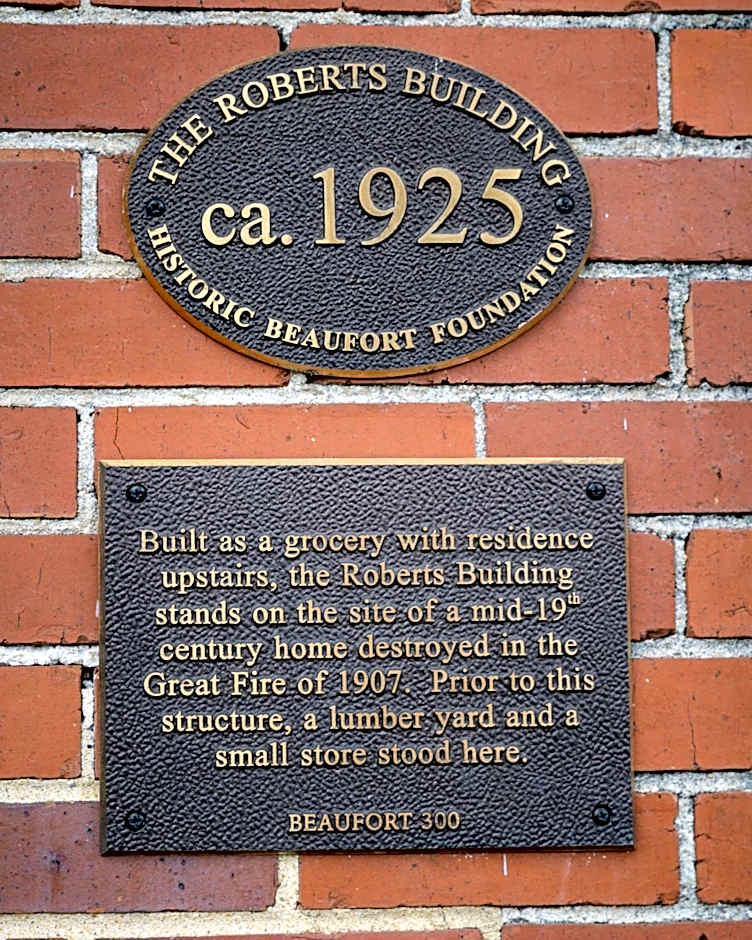 THE ROBERTS BUILDING
ca. 1925
HISTORIC BEAUFORT FOUNDATION
Built as a grocery with residence
upstairs, the Roberts Building
stands on the site of a mid-19th
century home destroyed in the
Great Fire of 1907. Prior to this
structure, a lumber yard and a
small store stood here.
BEAUFORT 300